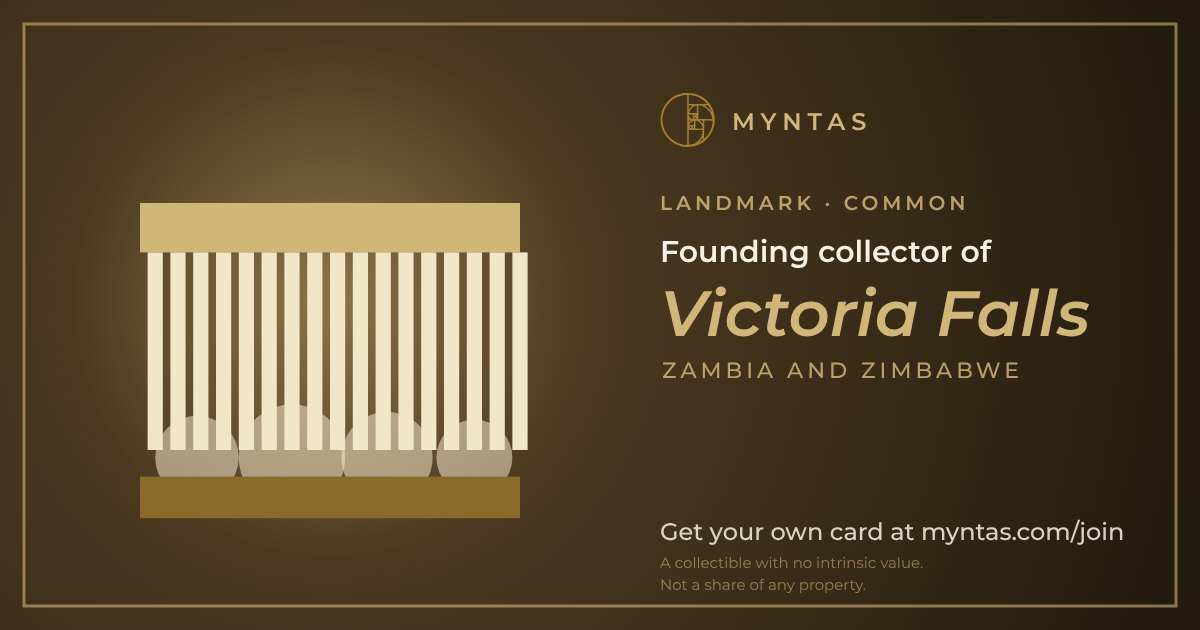 MYNTAS
LANDMARK · COMMON
Founding collector of
Victoria Falls
ZAMBIA AND ZIMBABWE
Get your own card at myntas.com/join
A collectible with no intrinsic value.
Not a share of any property.